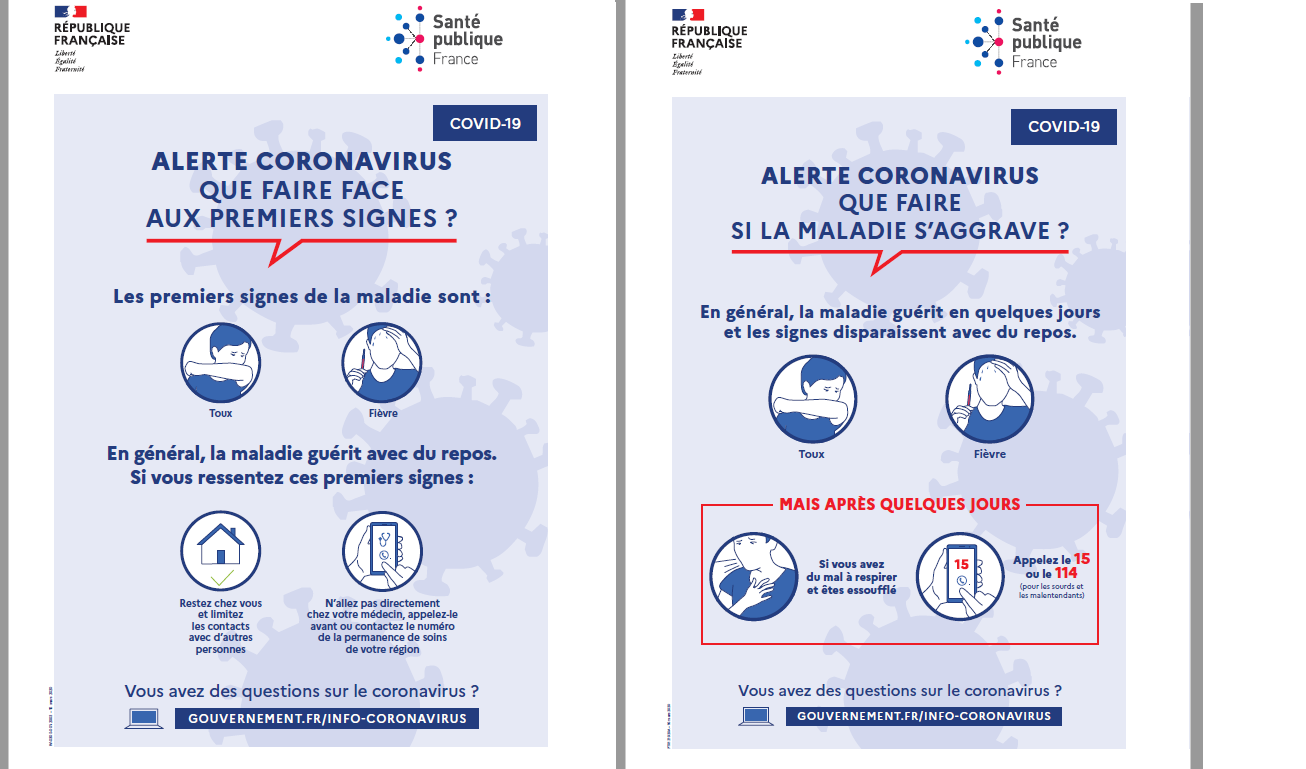 RÉPUBLIQUE
FRANÇAISE
Liberté
Égalité
Fraternité
Santé
publique
France
COVID-19
ALERTE CORONAVIRUS
QUE FAIRE FACE
AUX PREMIERS SIGNES ?
Les premiers signes de la maladie sont :
Toux
Fièvre
En général, la maladie guérit avec du repos.
Si vous ressentez ces premiers signes :
Restez chez vous
et limitez
les contacts
avec d'autres
personnes
N'allez pas directement
chez votre médecin, appelez-le
avant ou contactez le numéro
de la permanence de soins
de votre région
Vous avez des questions sur le coronavirus ?
GOUVERNEMENT.FR/INFO-CORONAVIRUS
RÉPUBLIQUE
FRANÇAISE
Liberté
Égalité
Fraternité
Santé
publique
France
COVID-19
ALERTE CORONAVIRUS
QUE FAIRE
SI LA MALADIE S'AGGRAVE ?
En général, la maladie guérit en quelques jours
et les signes disparaissent avec du repos.
Toux
Fièvre
MAIS APRÈS QUELQUES JOURS
Si vous avez
du mal à respirer
et êtes essoufflé
15
Appelez le 15
ou le 114
(pour les sourds et
les malentendants)
Vous avez des questions sur le coronavirus ?
GOUVERNEMENT.FR/INFO-CORONAVIRUS